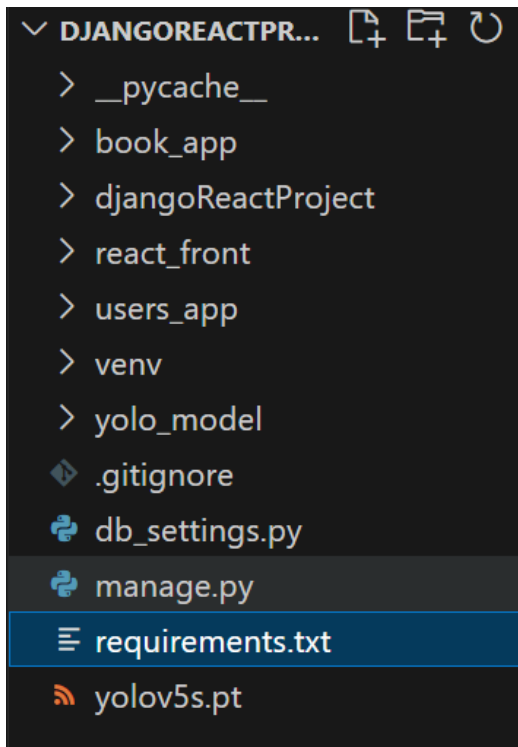 DJANGOREACTPR...
__pycache__
book_app
djangoReactProject
react_front
users_app
venv
yolo_model
.gitignore
db_settings.py
manage.py
requirements.txt
yolov5s.pt